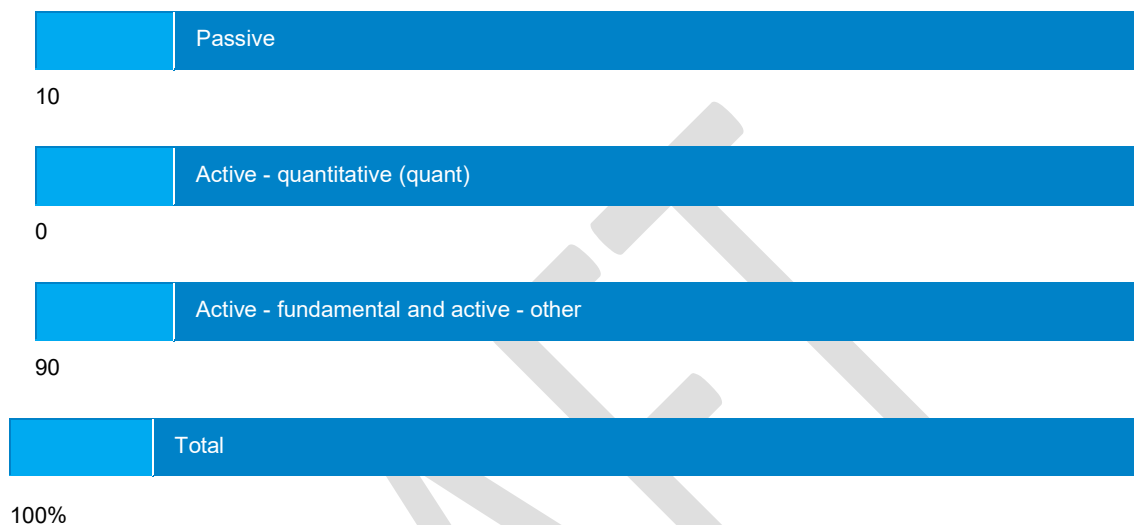 Passive
10
Active - quantitative (quant)
0
Active - fundamental and active - other
90
Total
100%